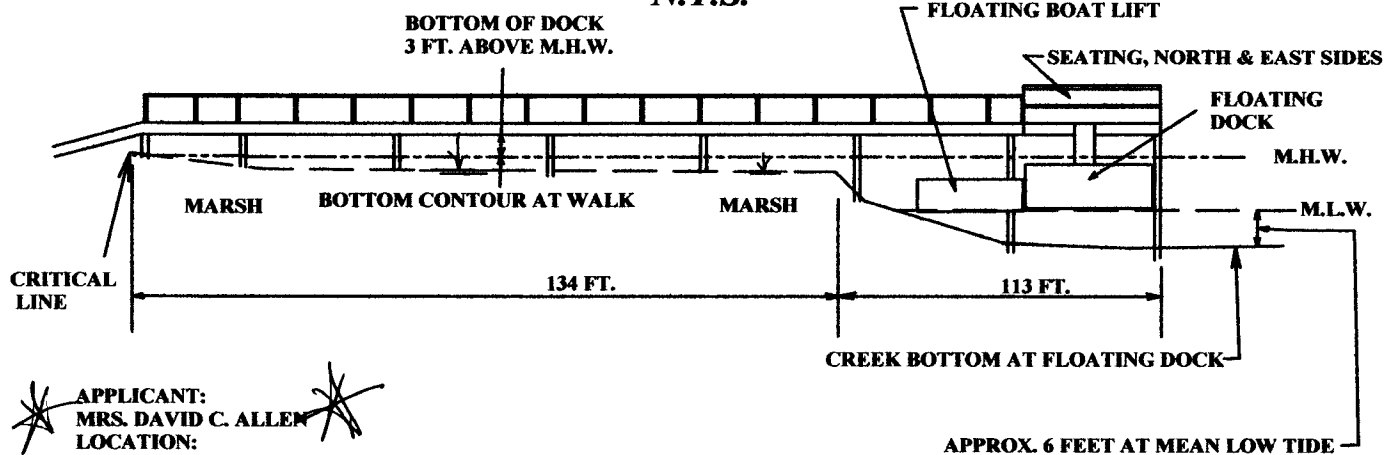 N.T.S.
BOTTOM OF DOCK
3 FT. ABOVE M.H.W.
FLOATING BOAT LIFT
SEATING, NORTH & EAST SIDES
FLOATING
DOCK
M.H.W.
MARSH
BOTTOM CONTOUR AT WALK
MARSH
M.L.W.
CRITICAL
LINE
134 FT.
113 FT.
CREEK BOTTOM AT FLOATING DOCK
APPLICANT:
MRS. DAVID C. ALLEN
LOCATION:
APPROX. 6 FEET AT MEAN LOW TIDE